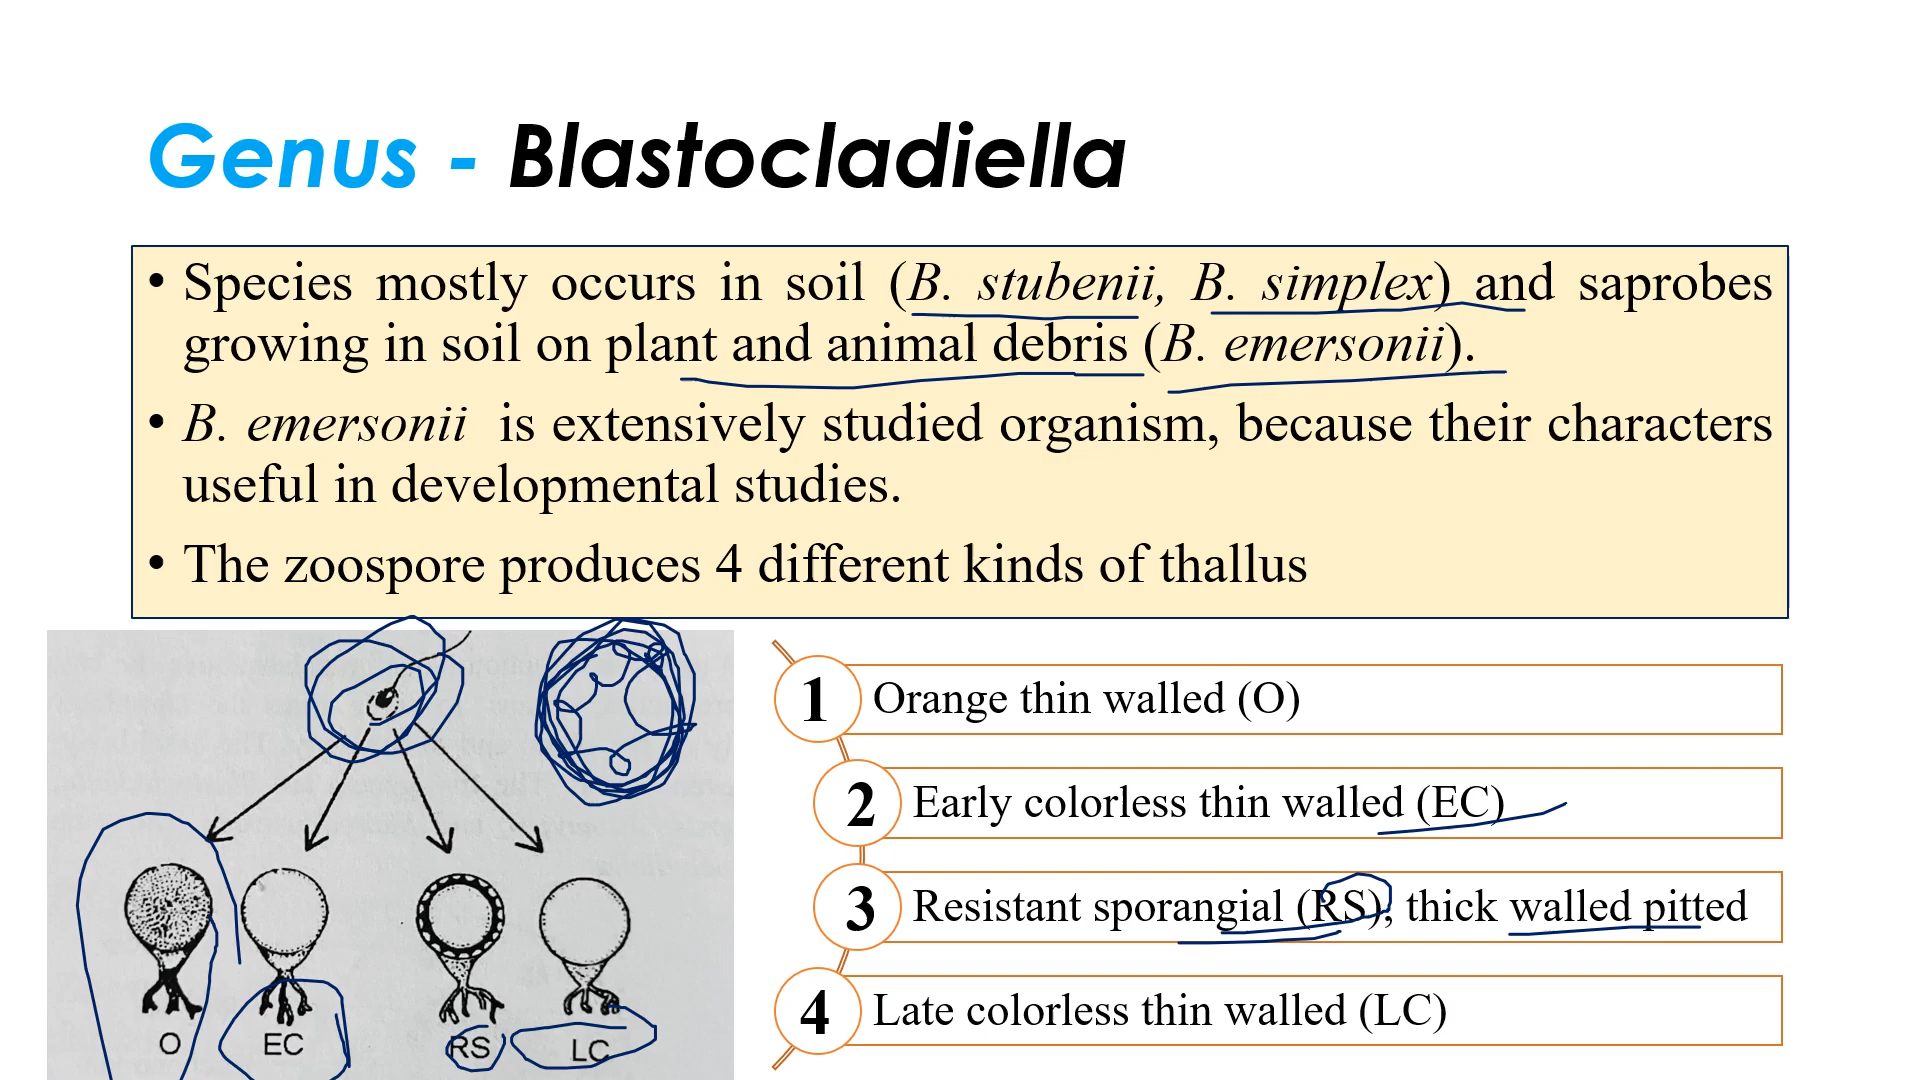 Genus - Blastocladiella
• Species mostly occurs in soil (B. stubenii, B. simplex) and saprobes
growing in soil on plant and animal debris (B. emersonii).
• B. emersonii is extensively studied organism, because their characters
useful in developmental studies.
• The zoospore produces 4 different kinds of thallus
1 Orange thin walled (O)
2 Early colorless thin walled (EC)
3 Resistant sporangial (RS), thick walled pitted
4 Late colorless thin walled (LC)
O EC RS LC